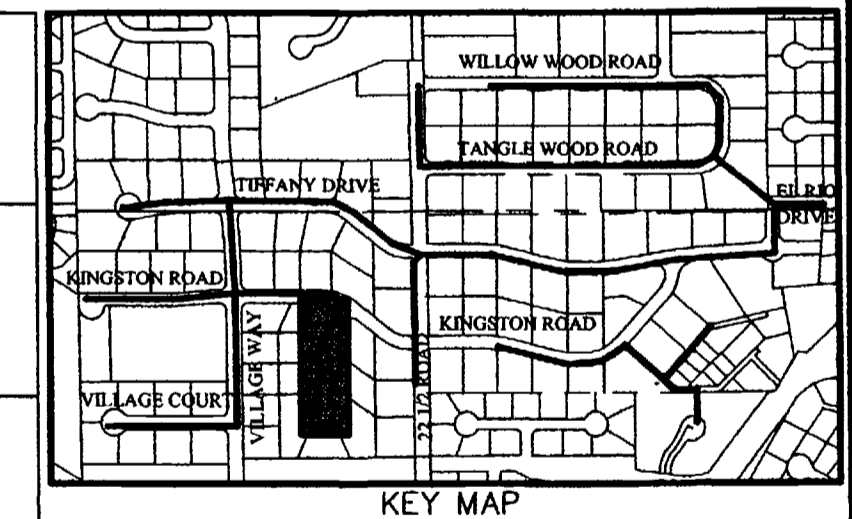 WILLOW WOOD ROAD
TANGLE WOOD ROAD
TIFFANY DRIVE
EL RIO
DRIVE
KINGSTON ROAD
KINGSTON ROAD
VILLAGE WAY
22 1/2 ROAD
VILLAGE COURT
KEY MAP